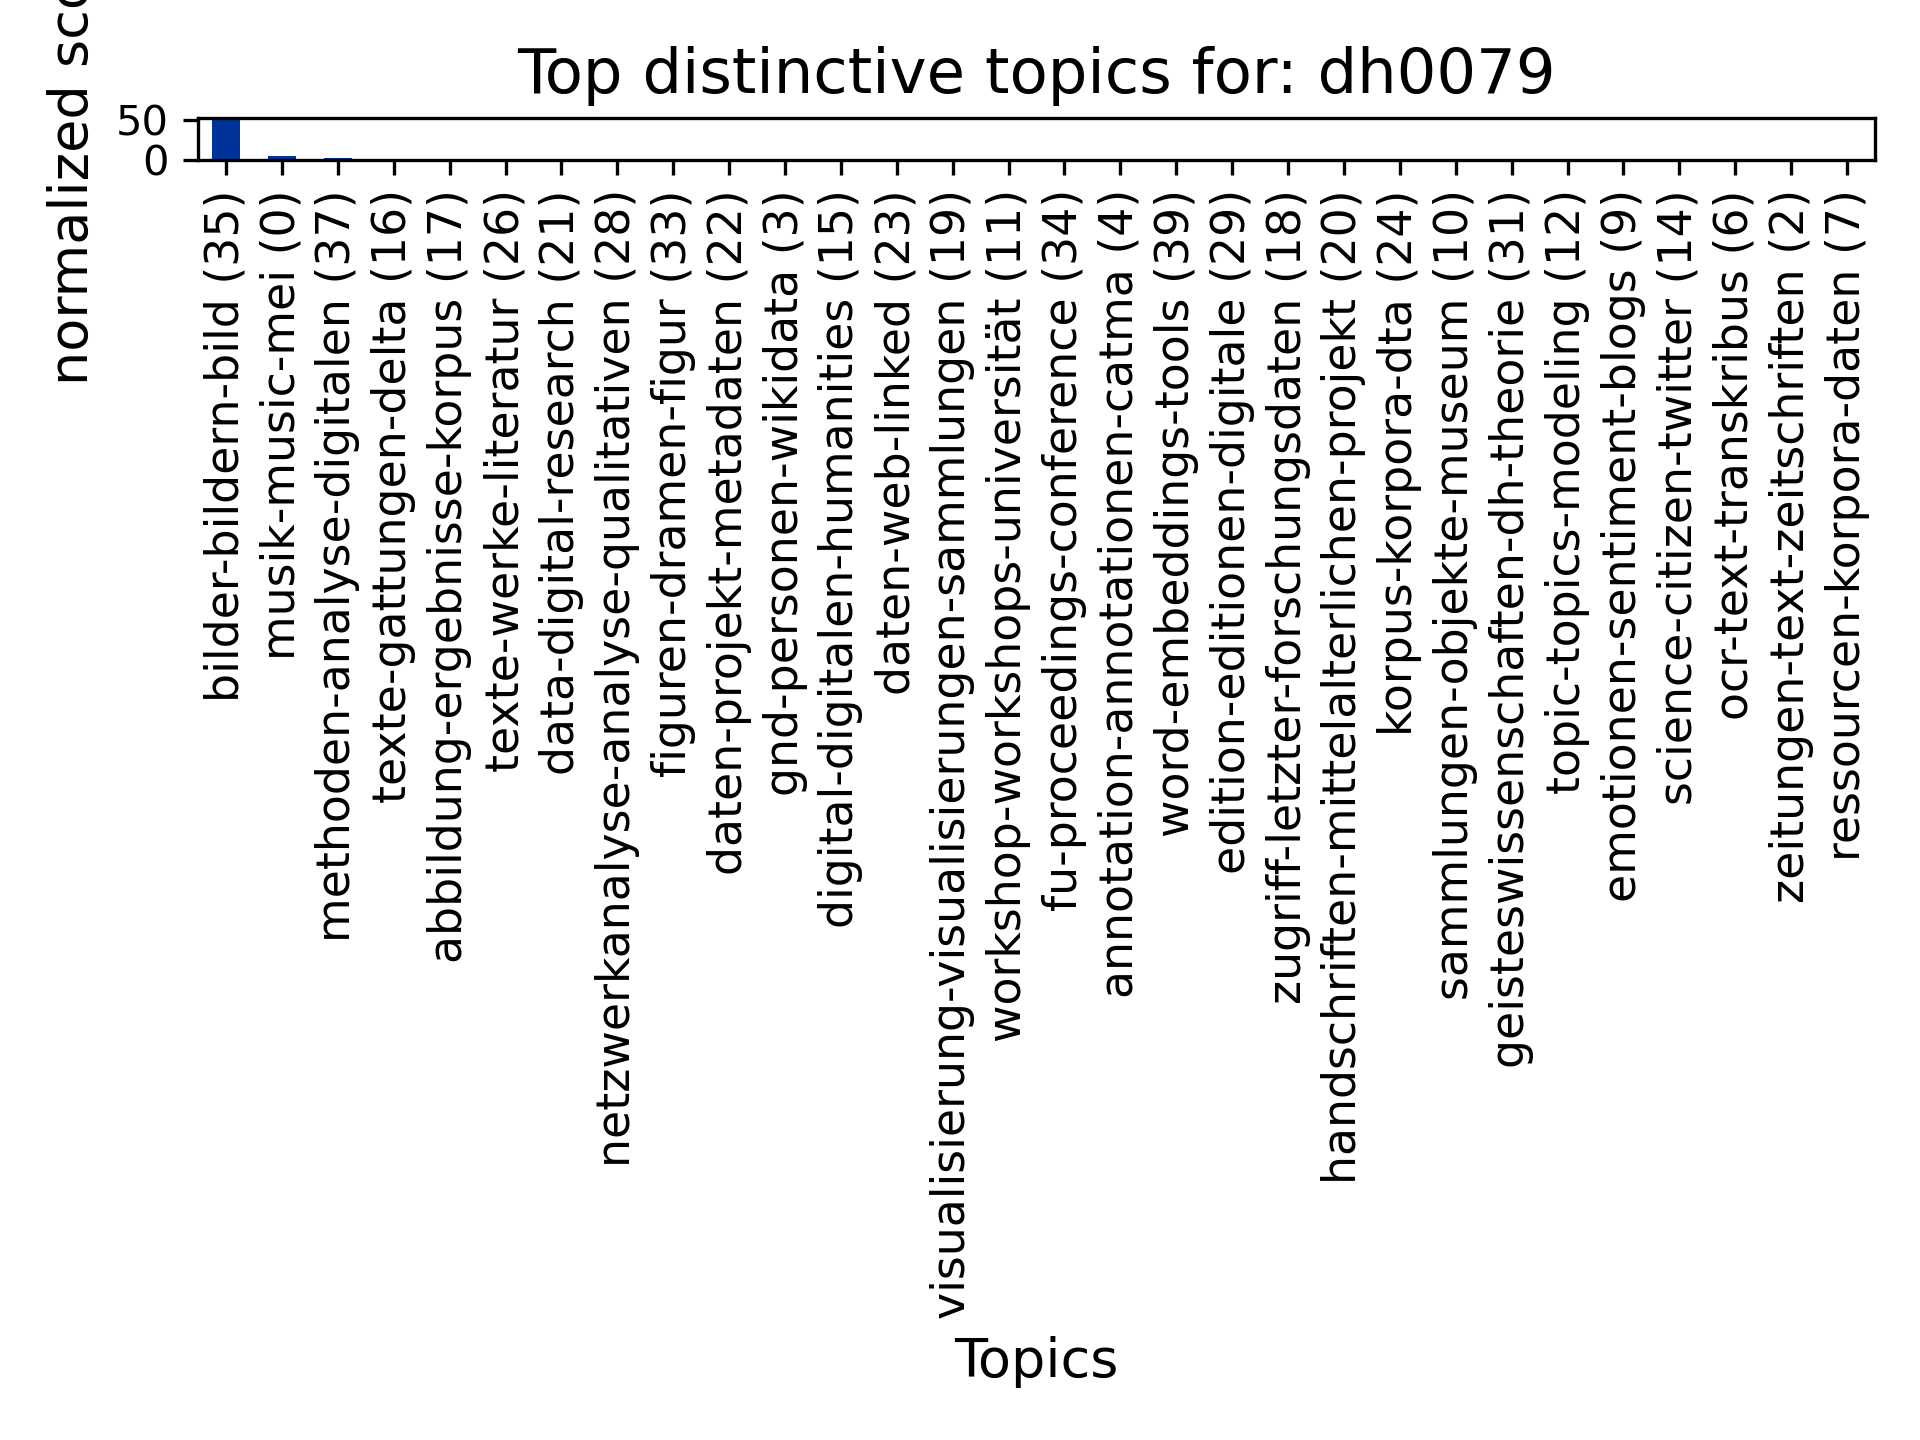 Top distinctive topics for: dh0079
normalized
50
0
bilder-bildern-bild (35)
musik-music-mei (0)
methoden-analyse-digitalen (37)
texte-gattungen-delta (16)
abbildung-ergebnisse-korpus (17)
texte-werke-literatur (26)
data-digital-research (21)
netzwerkanalyse-analyse-qualitativen (28)
figuren-dramen-figur (33)
daten-projekt-metadaten (22)
gnd-personen-wikidata (3)
digital-digitalen-humanities (15)
daten-web-linked (23)
visualisierung-visualisierungen-sammlungen (19)
workshop-workshops-universität (11)
fu-proceedings-conference (34)
annotation-annotationen-catma (4)
word-embeddings-tools (39)
edition-editionen-digitale (29)
zugriff-letzter-forschungsdaten (18)
handschriften-mittelalterlichen-projekt (20)
korpus-korpora-dta (24)
sammlungen-objekte-museum (10)
geisteswissenschaften-dh-theorie (31)
topic-topics-modeling (12)
emotionen-sentiment-blogs (9)
science-citizen-twitter (14)
ocr-text-transkribus (6)
zeitungen-text-zeitschriften (2)
ressourcen-korpora-daten (7)
Topics